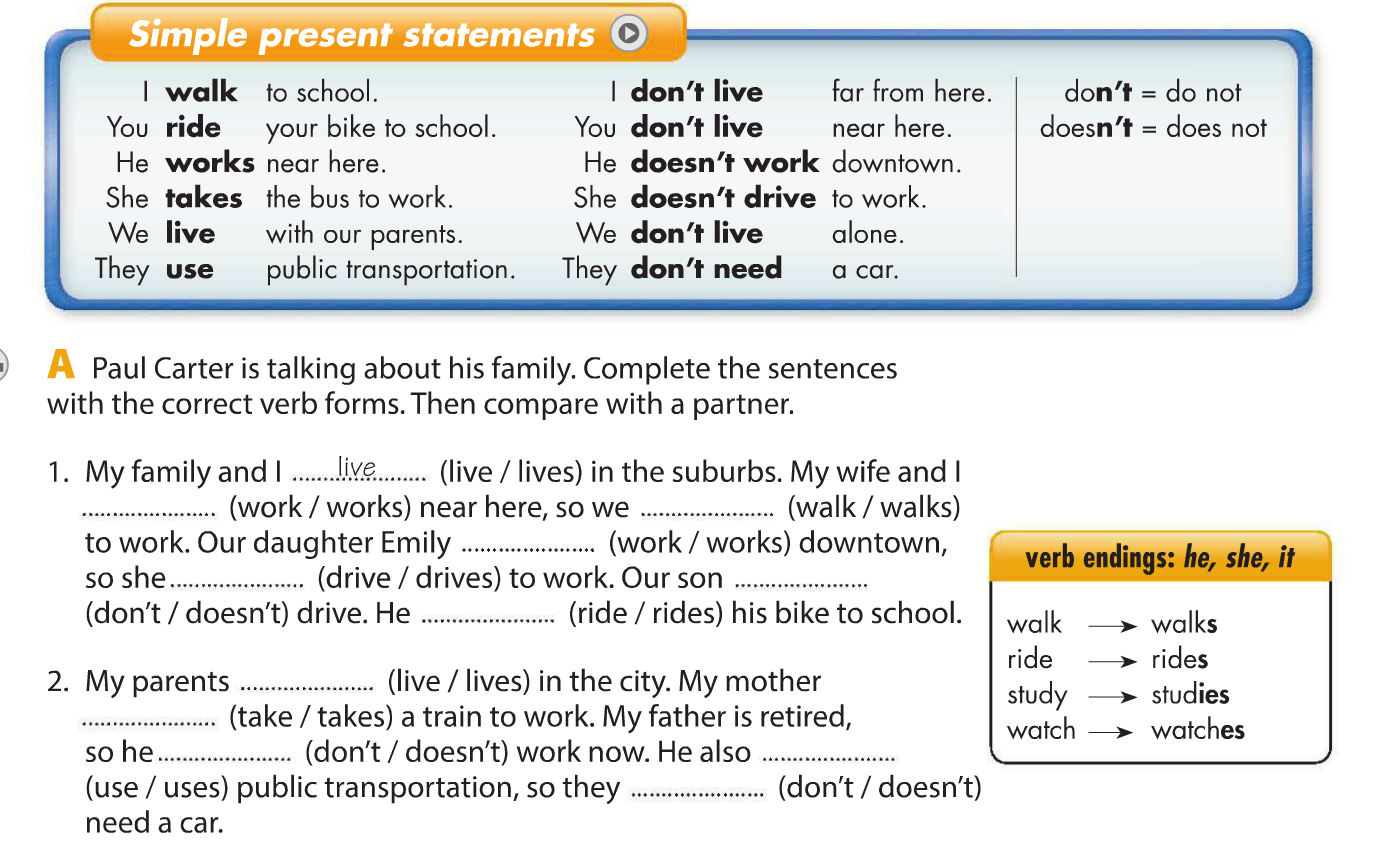 Simple present statements
I walk to school. I don't live far from here. don't = do not
You ride your bike to school. You don't live near here. doesn't = does not
He works near here. He doesn't work downtown.
She takes the bus to work. She doesn't drive to work.
We live with our parents. We don't live alone.
They use public transportation. They don't need a car.
A Paul Carter is talking about his family. Complete the sentences
with the correct verb forms. Then compare with a partner.
1. My family and I ...live... (live / lives) in the suburbs. My wife and I
...................... (work / works) near here, so we ...................... (walk / walks)
to work. Our daughter Emily ...................... (work / works) downtown,
so she ...................... (drive / drives) to work. Our son ......................
(don't / doesn't) drive. He ...................... (ride / rides) his bike to school.
2. My parents ...................... (live / lives) in the city. My mother
...................... (take / takes) a train to work. My father is retired,
so he ...................... (don't / doesn't) work now. He also ......................
(use / uses) public transportation, so they ...................... (don't / doesn't)
need a car.
verb endings: he, she, it
walk → walks
ride → rides
study → studies
watch → watches